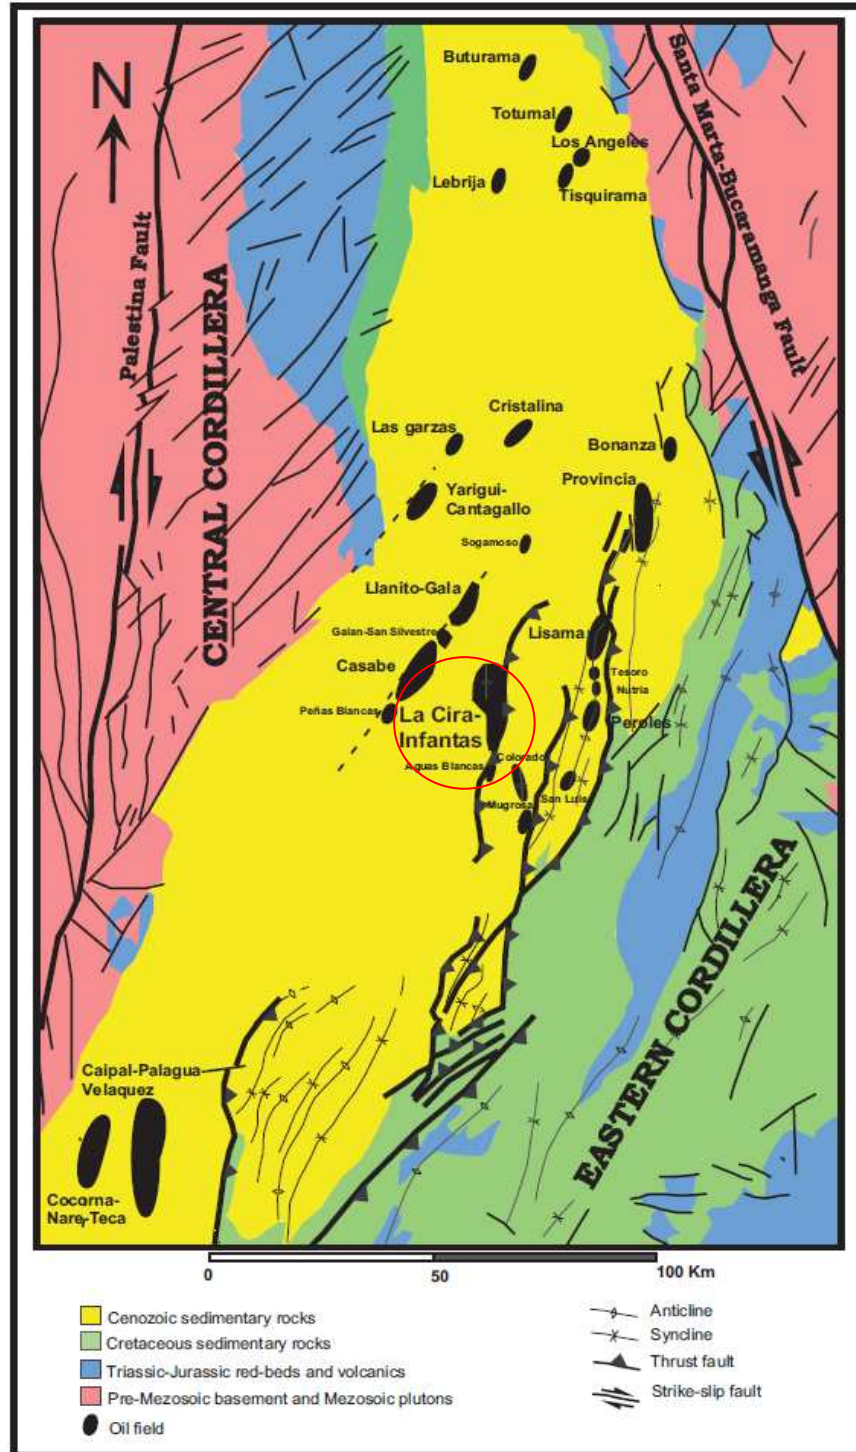 Buturama
N
Totumal
Los Angeles
Lebrija
Tisquirama
Santa Marta-Bucaramanga Fault
Palestina Fault
CENTRAL CORDILLERA
Cristalina
Las garzas
Bonanza
Provincia
Yarigui-
Cantagallo
Sogamoso
Llanito-Gala
Galan-San Silvestre
Lisama
Casabe
Tesoro
Nutria
Peñas Blancas
La Cira-
Infantas
Peroles
Colorado
Aguas Blancas
San Luis
Mugrosa
EASTERN CORDILLERA
Caipal-Palagua
Velaquez
Cocorna-
Nare-Teca
0 50 100 Km
Cenozoic sedimentary rocks
Cretaceous sedimentary rocks
Triassic-Jurassic red-beds and volcanics
Pre-Mezosoic basement and Mezosoic plutons
Oil field
Anticline
Syncline
Thrust fault
Strike-slip fault